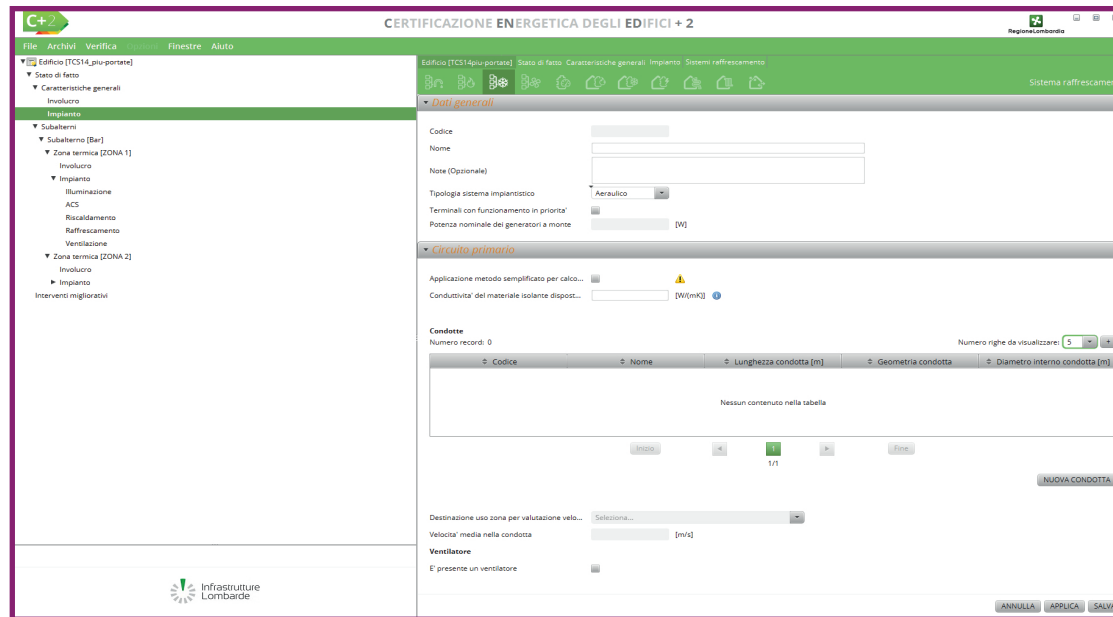 C+2
CERTIFICAZIONE ENERGETICA DEGLI EDIFICI + 2
RegioneLombardia
File Archivi Verifica Opzioni Finestre Aiuto
Edificio [TCS14_piu-portate]
Stato di fatto
Caratteristiche generali
Involucro
Impianto
Subalterni
Subalterno [Bar]
Zona termica [ZONA 1]
Involucro
Impianto
Illuminazione
ACS
Riscaldamento
Raffrescamento
Ventilazione
Zona termica [ZONA 2]
Involucro
Impianto
Interventi migliorativi
Infrastrutture
Lombarde
Edificio [TCS14piu-portate] Stato di fatto Caratteristiche generali Impianto Sistemi raffrescamento
Sistema raffrescamen
Dati generali
Codice
Nome
Note (Opzionale)
Tipologia sistema impiantistico Aeraulico
Terminali con funzionamento in priorita'
Potenza nominale dei generatori a monte [W]
Circuito primario
Applicazione metodo semplificato per calco...
Conduttivita' del materiale isolante dispost... [W/(mK)]
Condotte
Numero record: 0 Numero righe da visualizzare: 5 +
Codice Nome Lunghezza condotta [m] Geometria condotta Diametro interno condotta [m]
Nessun contenuto nella tabella
Inizio 1 Fine
1/1
NUOVA CONDOTTA
Destinazione uso zona per valutazione velo... Seleziona...
Velocita' media nella condotta [m/s]
Ventilatore
E' presente un ventilatore
ANNULLA APPLICA SALVA